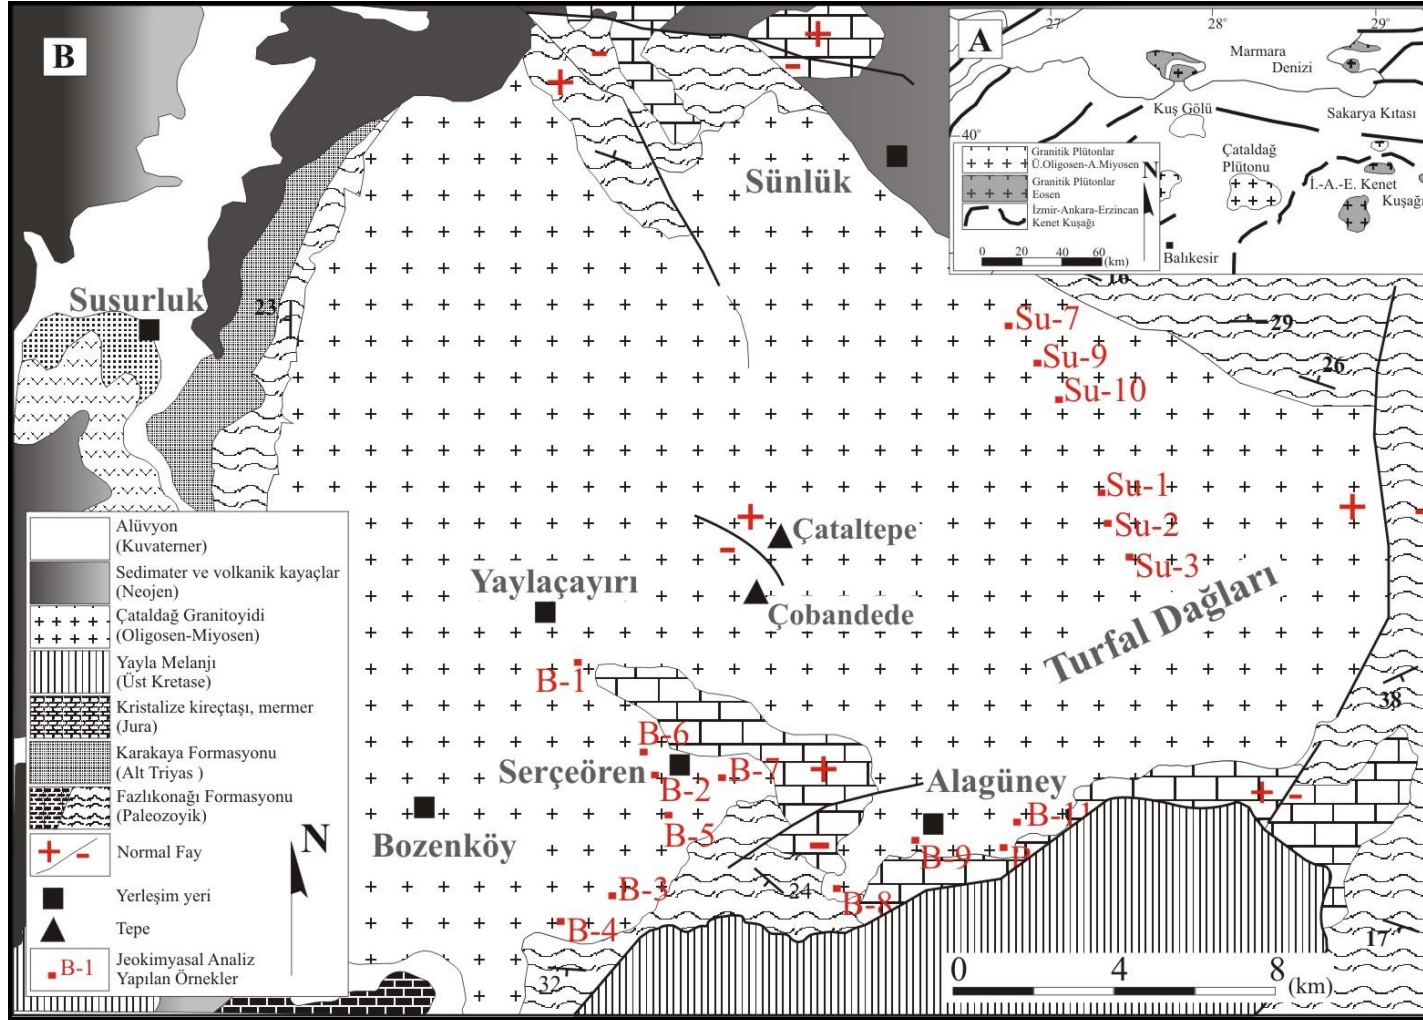 B
A
27
28°
29°
Marmara
Denizi
Kuş Gölü
Sakarya Kıtası
40°
Granitik Plütonlar
Ü.Oligosen-A.Miyosen
Granitik Plütonlar
Eosen
İzmir-Ankara-Erzincan
Kenet Kuşağı
0 20 40 60
(km)
N
Çataldağ
Plütonu
İ.-A.-E. Kenet
Kuşağı
Balıkesir
Sünlük
16
Susurluk
23
Su-7
29
Su-9
26
Su-10
Su-1
Su-2
Su-3
Çataltepe
Yaylaçayırı
Çobandede
Turfal Dağları
B-1
38
B-6
Serçeören
B-7
B-2
Alagüney
B-5
B-11
Bozenköy
B-9
B-3
24
B-8
B-4
17
32
0 4 8
(km)
Alüvyon
(Kuvaterner)
Sedimater ve volkanik kayaçlar
(Neojen)
Çataldağ Granitoyidi
(Oligosen-Miyosen)
Yayla Melanjı
(Üst Kretase)
Kristalize kireçtaşı, mermer
(Jura)
Karakaya Formasyonu
(Alt Triyas )
Fazlıkonağı Formasyonu
(Paleozoyik)
Normal Fay
Yerleşim yeri
Tepe
B-1
Jeokimyasal Analiz
Yapılan Örnekler
N